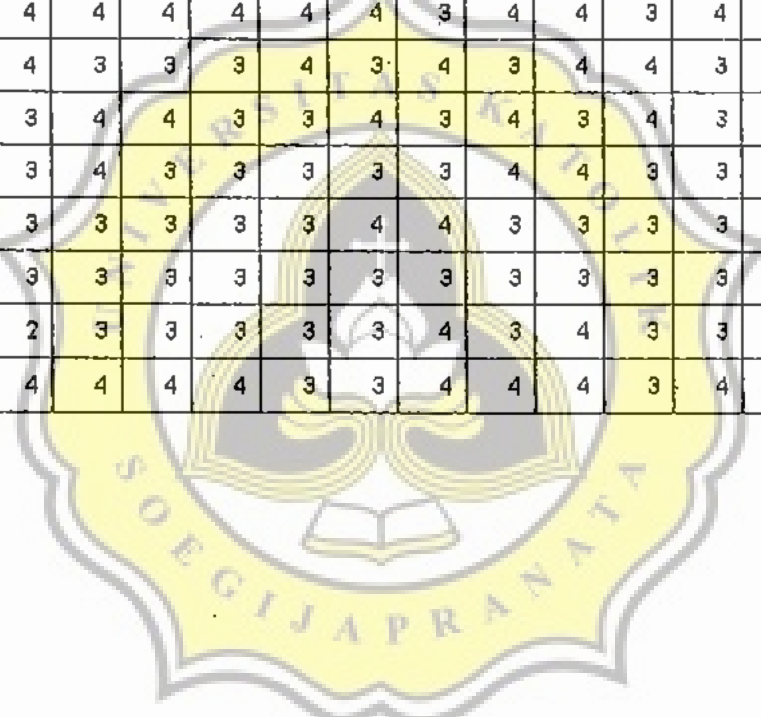 4 4 4 4 4 4 3 4 4 3 4
4 3 3 3 4 3 4 3 4 4 3
3 4 4 3 3 4 3 4 3 4 3
3 4 3 3 3 3 3 4 4 3 3
3 3 3 3 3 4 4 3 3 3 3
3 3 3 3 3 3 3 3 3 3 3
2 3 3 3 3 3 4 3 4 3 3
4 4 4 4 3 3 4 4 4 3 4
UNIVERSITAS KATOLIK
SOEGIJAPRANATA